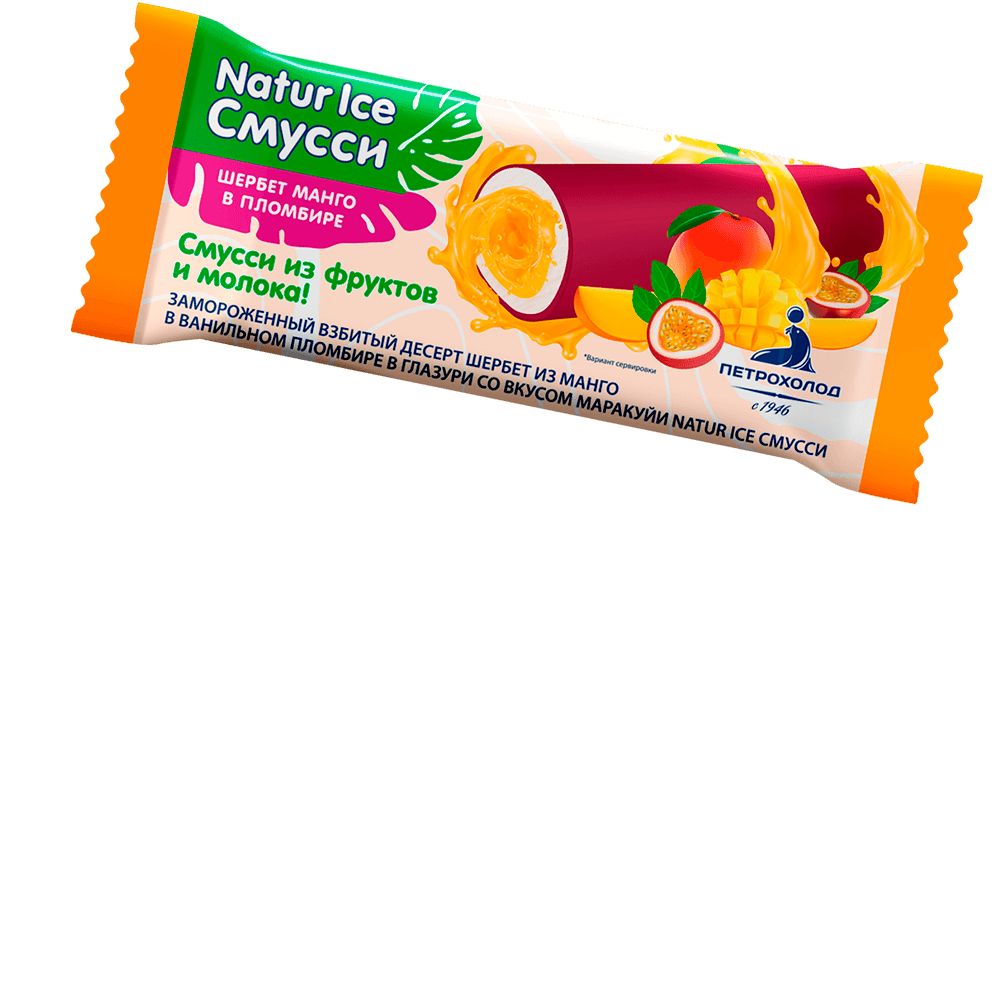 Natur Ice
Смусси
ШЕРБЕТ МАНГО
В ПЛОМБИРЕ
Смусси из фруктов
и молока!
ЗАМОРОЖЕННЫЙ ВЗБИТЫЙ ДЕСЕРТ ШЕРБЕТ ИЗ МАНГО
В ВАНИЛЬНОМ ПЛОМБИРЕ В ГЛАЗУРИ СО ВКУСОМ МАРАКУЙИ NATUR ICE СМУССИ
*Вариант сервировки
ПЕТРОХОЛОД
с 1946